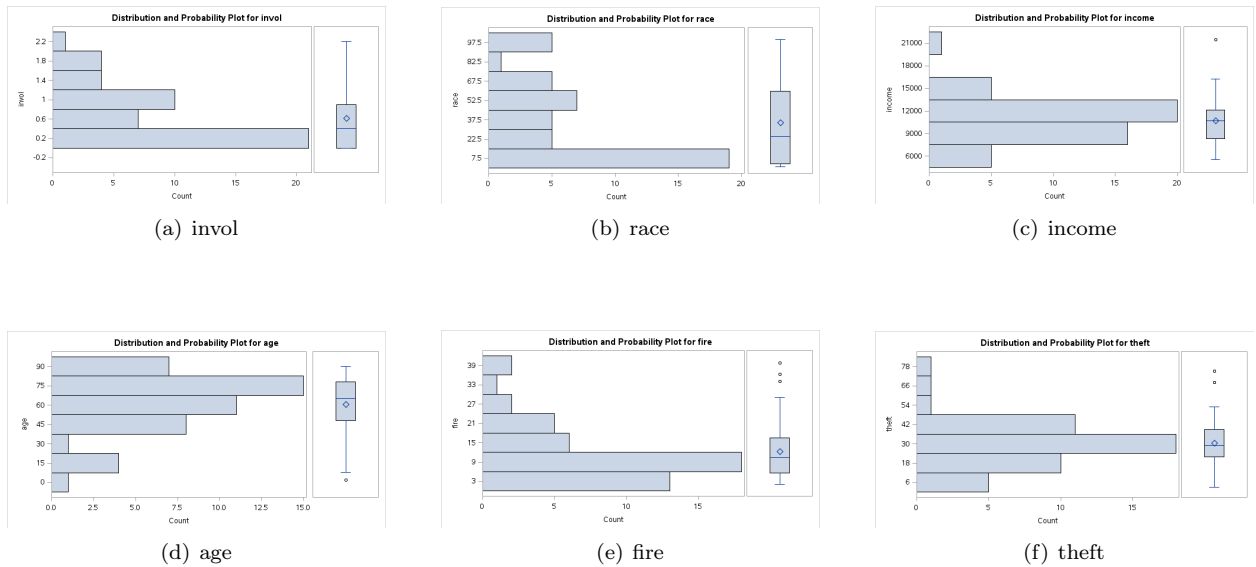 Distribution and Probability Plot for invol
invol
2.2
1.8
1.4
1
0.6
0.2
-0.2
0 5 10 15 20
Count
(a) invol
Distribution and Probability Plot for race
race
97.5
82.5
67.5
52.5
37.5
22.5
7.5
0 5 10 15 20
Count
(b) race
Distribution and Probability Plot for income
income
21000
18000
15000
12000
9000
6000
0 5 10 15 20
Count
(c) income
Distribution and Probability Plot for age
age
90
75
60
45
30
15
0
0.0 2.5 5.0 7.5 10.0 12.5 15.0
Count
(d) age
Distribution and Probability Plot for fire
fire
39
33
27
21
15
9
3
0 5 10 15
Count
(e) fire
Distribution and Probability Plot for theft
theft
78
66
54
42
30
18
6
0 5 10 15
Count
(f) theft